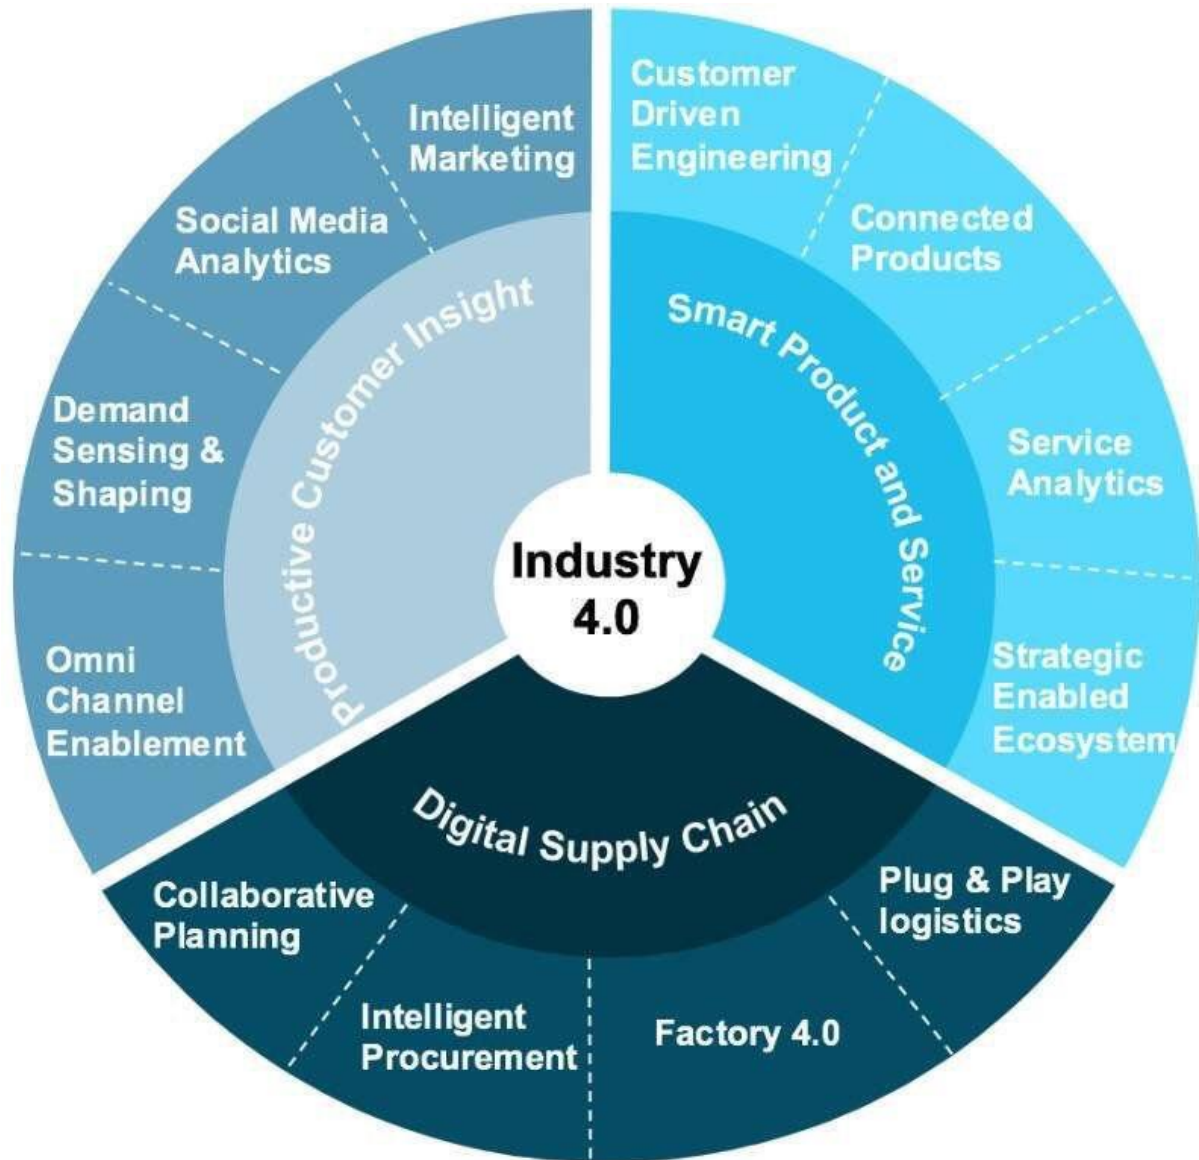 Intelligent
Marketing
Social Media
Analytics
Demand
Sensing &
Shaping
Omni
Channel
Enablement
Productive Customer Insight
Customer
Driven
Engineering
Connected
Products
Service
Analytics
Strategic
Enabled
Ecosystem
Smart Product and Service
Industry
4.0
Digital Supply Chain
Collaborative
Planning
Intelligent
Procurement
Factory 4.0
Plug & Play
logistics